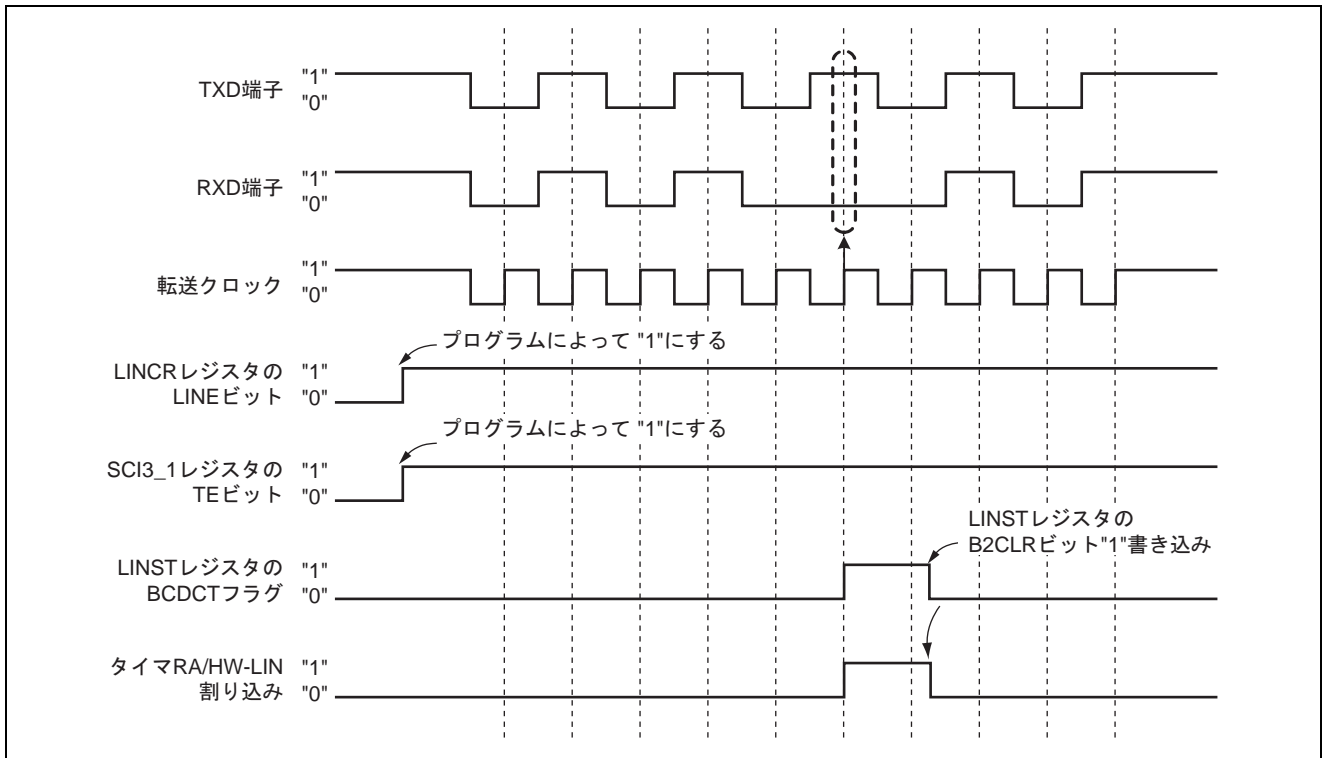 TXD端子 "1"
"0"
RXD端子 "1"
"0"
転送クロック "1"
"0"
プログラムによって "1"にする
LINCRレジスタの "1"
LINEビット "0"
プログラムによって "1"にする
SCI3_1レジスタの "1"
TEビット "0"
LINSTレジスタの
B2CLRビット"1"書き込み
LINSTレジスタの "1"
BCDCTフラグ "0"
タイマRA/HW-LIN "1"
割り込み "0"